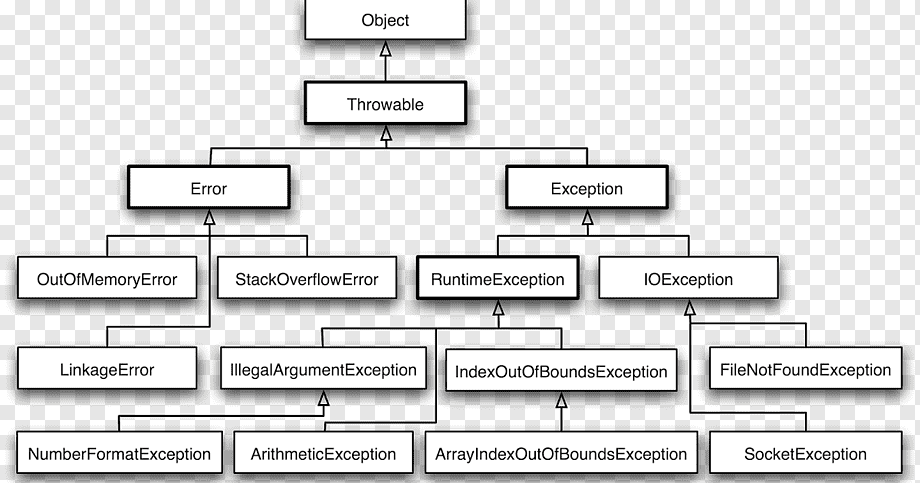 Object
Throwable
Error
Exception
OutOfMemoryError
StackOverflowError
RuntimeException
IOException
LinkageError
IllegalArgumentException
IndexOutOfBoundsException
FileNotFoundException
NumberFormatException
ArithmeticException
ArrayIndexOutOfBoundsException
SocketException